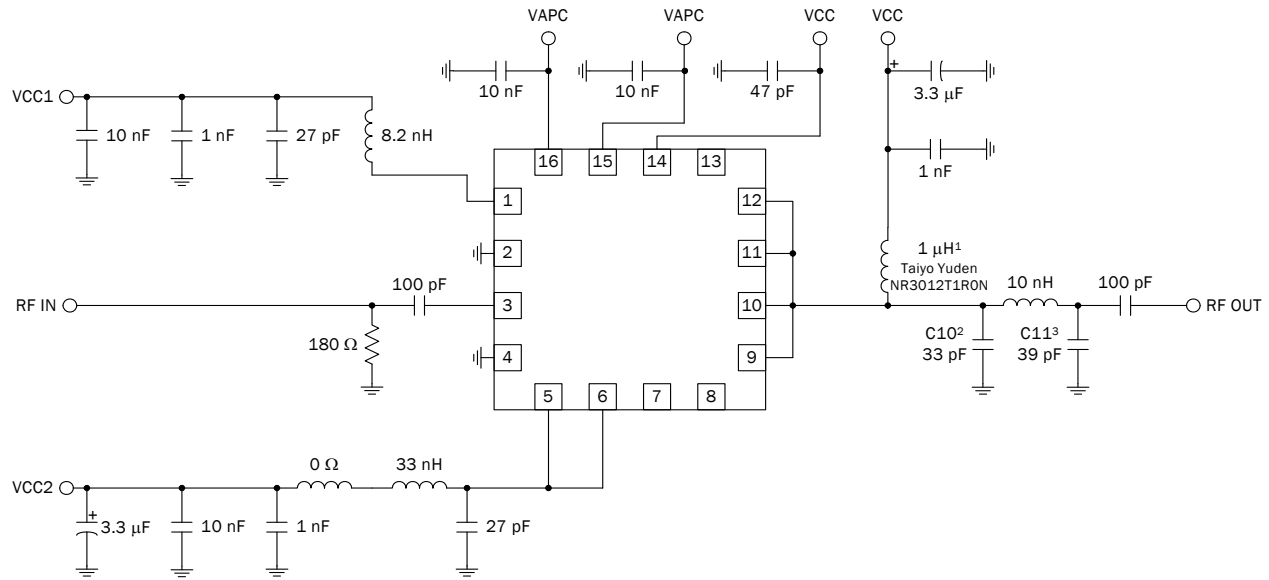 VAPC
VAPC
VCC
VCC
10 nF
10 nF
47 pF
3.3 µF
VCC1
10 nF
1 nF
27 pF
8.2 nH
1 nF
16
15
14
13
1
12
2
11
1 µH¹
Taiyo Yuden
NR3012T1R0N
RF IN
100 pF
3
10
10 nH
100 pF
RF OUT
180 Ω
4
9
C10²
33 pF
C11³
39 pF
5
6
7
8
VCC2
0 Ω
33 nH
+
+
3.3 µF
10 nF
1 nF
27 pF